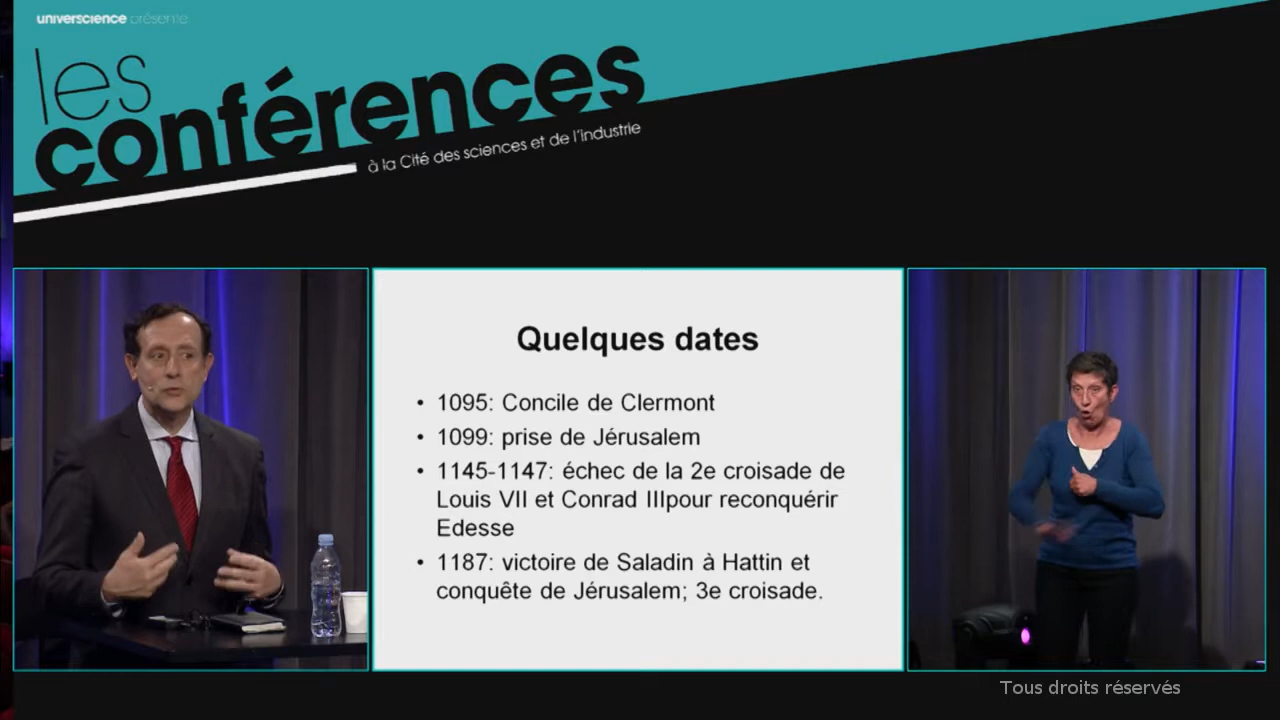 universcience présente
les
conférences
à la Cité des sciences et de l'industrie
Quelques dates
• 1095: Concile de Clermont
• 1099: prise de Jérusalem
• 1145-1147: échec de la 2e croisade de
Louis VII et Conrad IIIpour reconquérir
Edesse
• 1187: victoire de Saladin à Hattin et
conquête de Jérusalem; 3e croisade.
Tous droits réservés